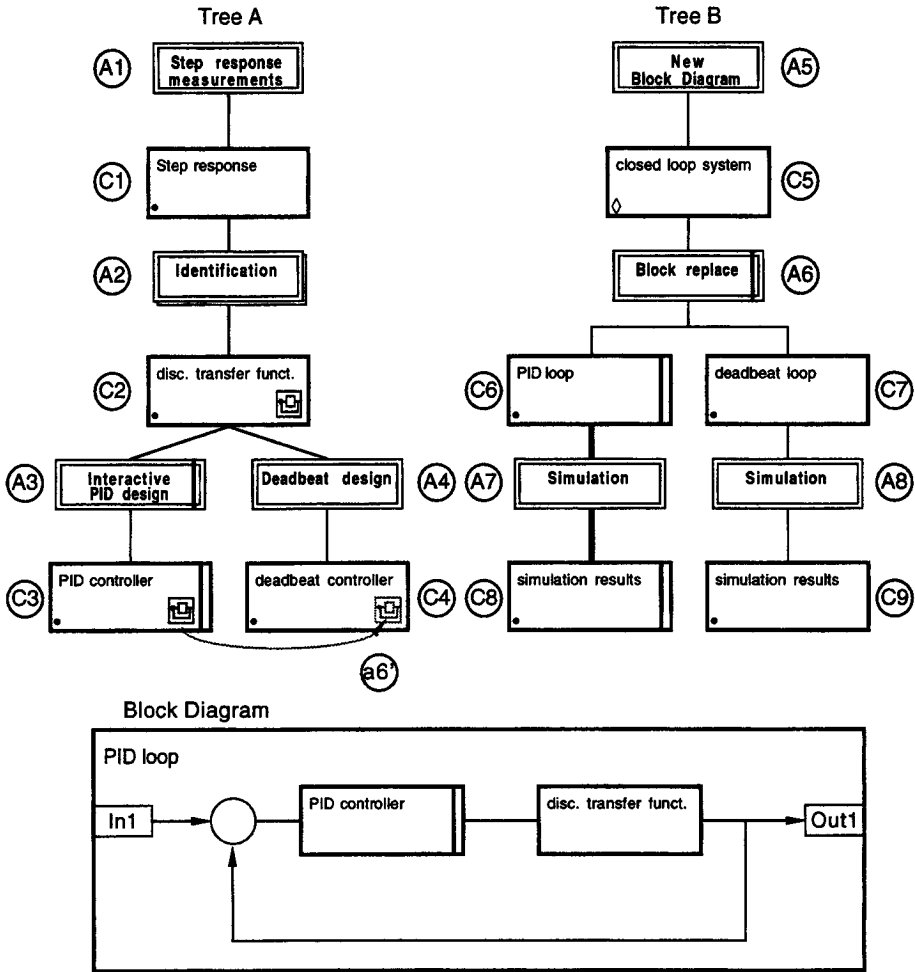 Tree A
Tree B
A1
Step response
measurements
New
Block Diagram
A5
C1
Step response
closed loop system
C5
A2
Identification
Block replace
A6
C2
disc. transfer funct.
C6
PID loop
deadbeat loop
C7
A3
Interactive
PID design
Deadbeat design
A4
A7
Simulation
Simulation
A8
C3
PID controller
deadbeat controller
C4
C8
simulation results
simulation results
C9
a6'
Block Diagram
PID loop
In1
PID controller
disc. transfer funct.
Out1